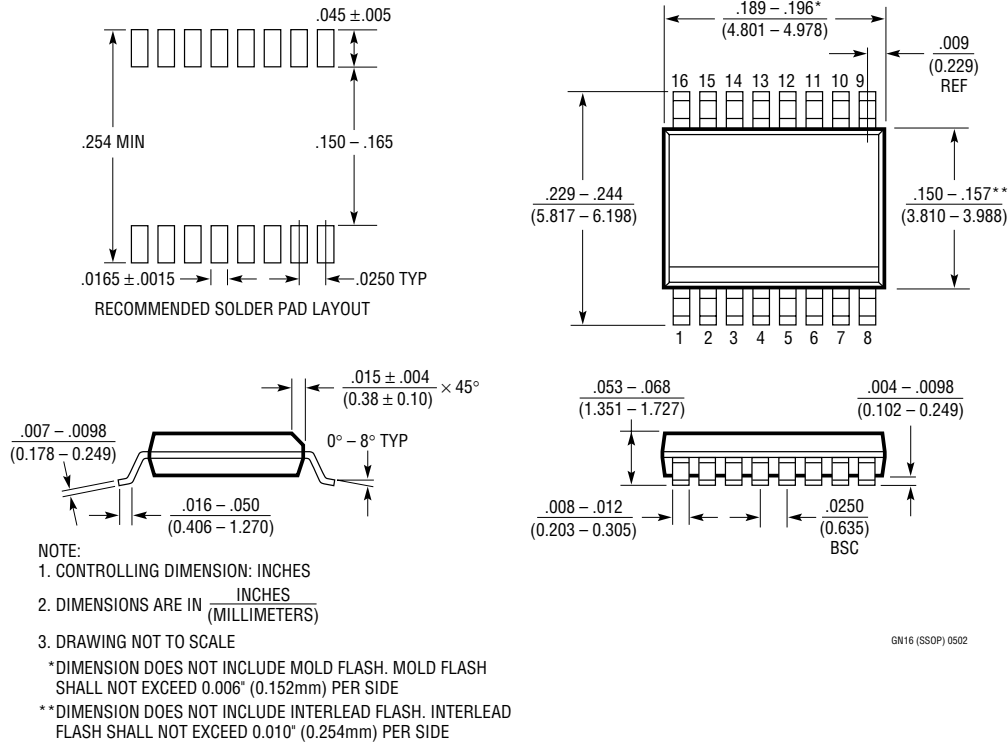 .045 ±.005
.254 MIN
.150 – .165
.0165 ±.0015
.0250 TYP
RECOMMENDED SOLDER PAD LAYOUT
.189 – .196*
(4.801 – 4.978)
.009
(0.229)
REF
16 15 14 13 12 11 10 9
.229 – .244
(5.817 – 6.198)
.150 – .157**
(3.810 – 3.988)
1 2 3 4 5 6 7 8
.015 ± .004
(0.38 ± 0.10)
× 45°
.007 – .0098
(0.178 – 0.249)
0° – 8° TYP
.016 – .050
(0.406 – 1.270)
.053 – .068
(1.351 – 1.727)
.004 – .0098
(0.102 – 0.249)
.008 – .012
(0.203 – 0.305)
.0250
(0.635)
BSC
NOTE:
1. CONTROLLING DIMENSION: INCHES
2. DIMENSIONS ARE IN INCHES
(MILLIMETERS)
3. DRAWING NOT TO SCALE
*DIMENSION DOES NOT INCLUDE MOLD FLASH. MOLD FLASH
SHALL NOT EXCEED 0.006" (0.152mm) PER SIDE
**DIMENSION DOES NOT INCLUDE INTERLEAD FLASH. INTERLEAD
FLASH SHALL NOT EXCEED 0.010" (0.254mm) PER SIDE
GN16 (SSOP) 0502